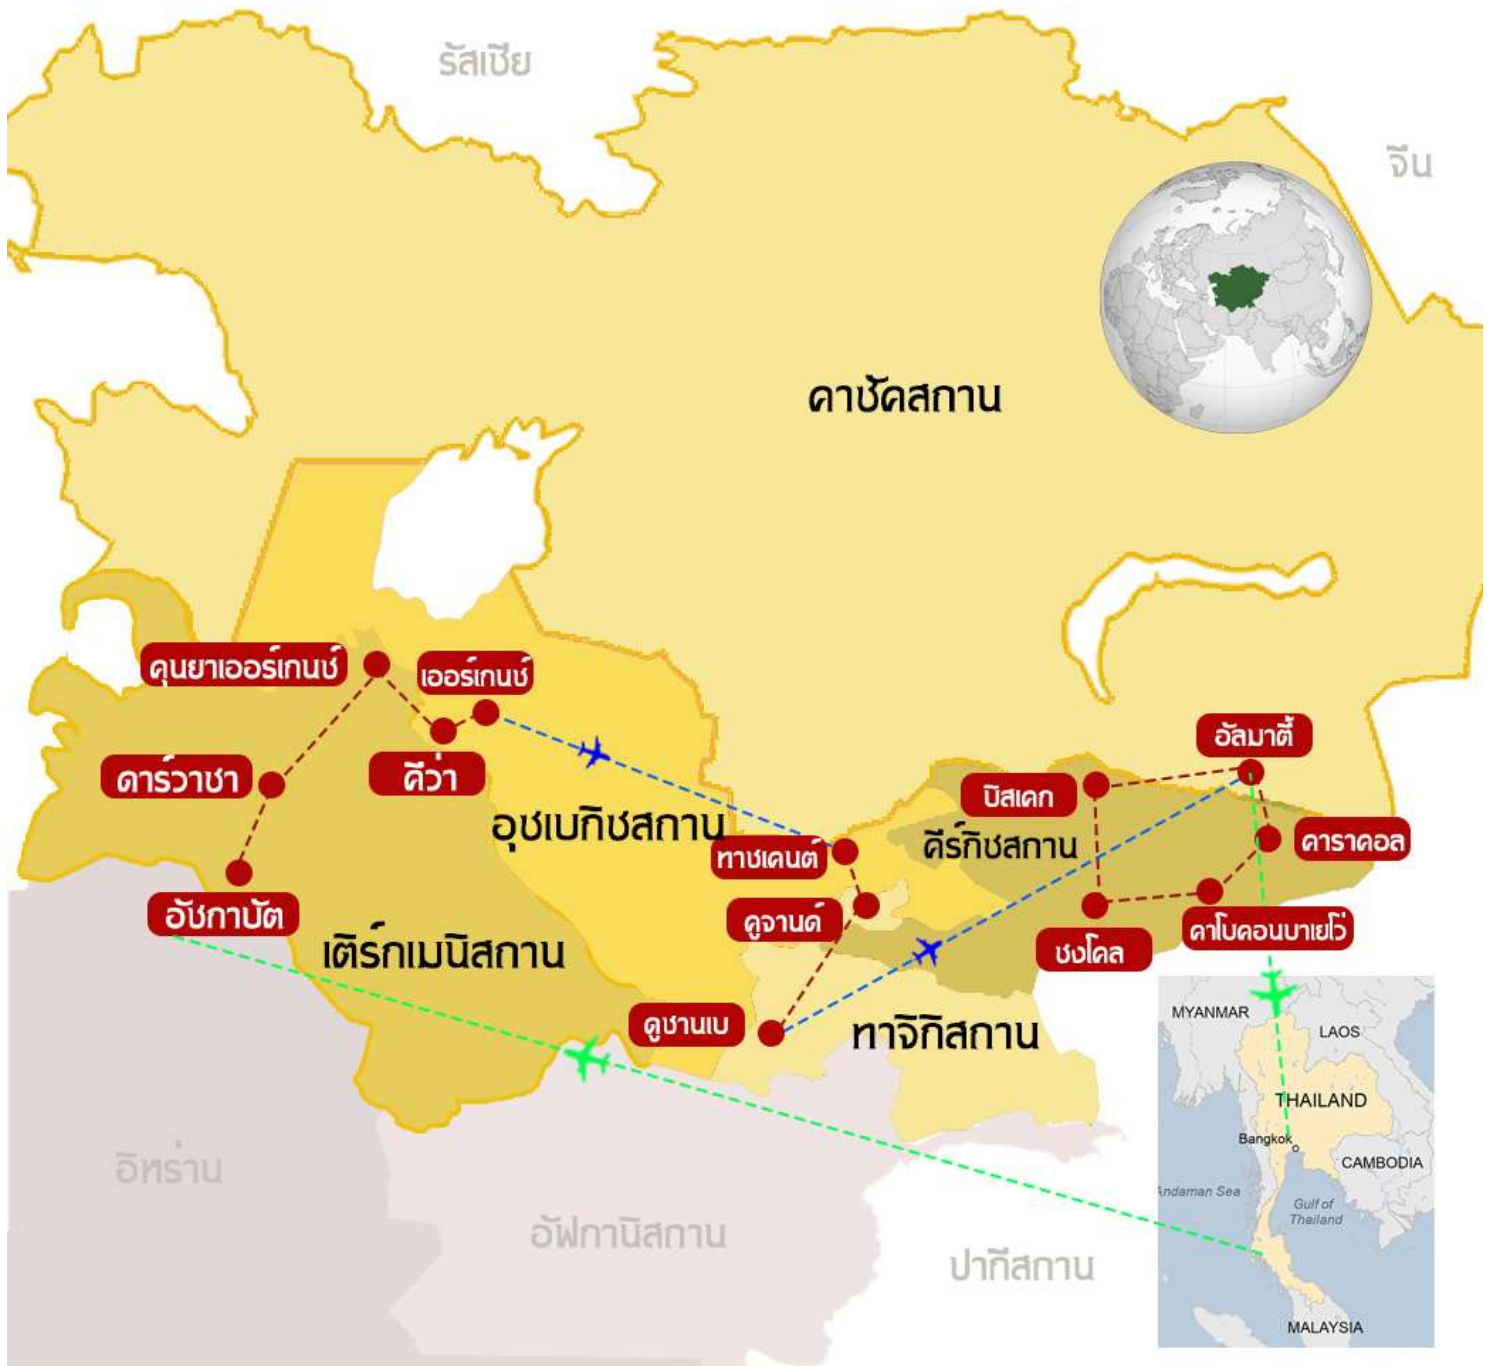 รัสเซีย
จีน
คาซัคสถาน
คุนยาเออร์เกนซ์
เออร์เกนซ์
ดาร์วาซา
คีว่า
อัลมาตี้
บิสเคก
อุซเบกิซสถาน
ทาชเคนต์
คีร์กิซสถาน
คาราคอล
อัชกาบัต
คูจานด์
คาโบคอนบาเยโว่
เติร์กเมนิสถาน
ซงโคล
ดูชานเบ
ทาจิกิสถาน
MYANMAR
LAOS
THAILAND
Bangkok
CAMBODIA
อิหร่าน
Andaman Sea
Gulf of
Thailand
อัฟกานิสถาน
ปากีสถาน
MALAYSIA